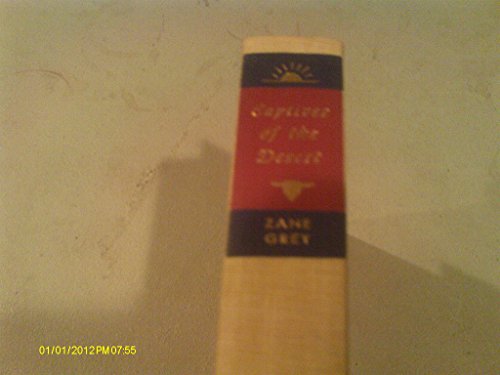 Captives
of the
Desert
ZANE
GREY
01/01/2012PM07:55